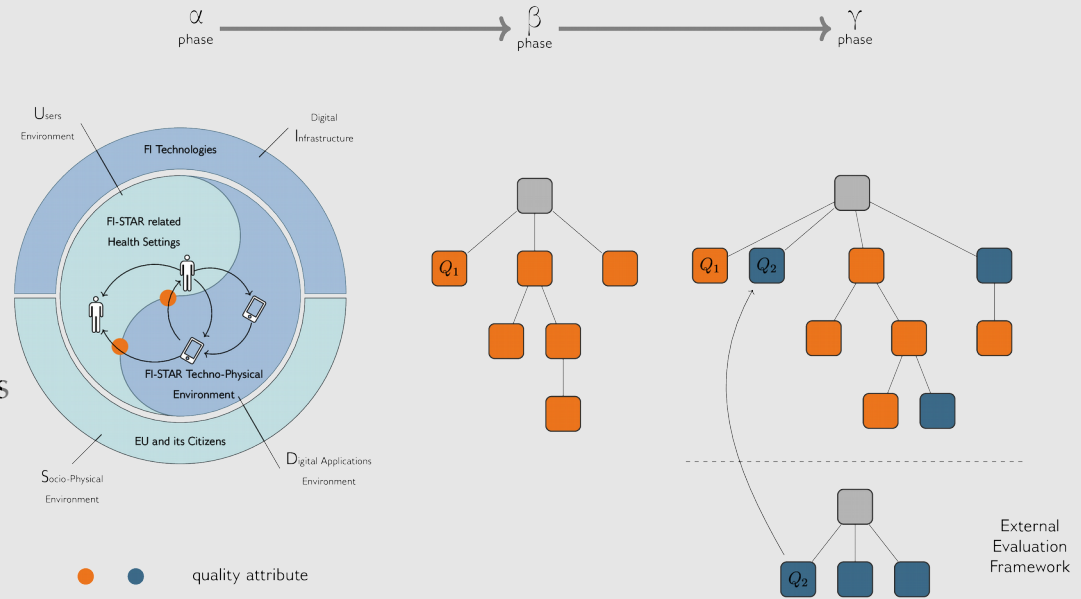 α
phase
β
phase
γ
phase
Users
Environment
Digital
Infrastructure
FI Technologies
FI-STAR related
Health Settings
FI-STAR Techno-Physical
Environment
EU and its Citizens
Socio-Physical
Environment
Digital Applications
Environment
s
Q1
Q1
Q2
Q2
External
Evaluation
Framework
quality attribute